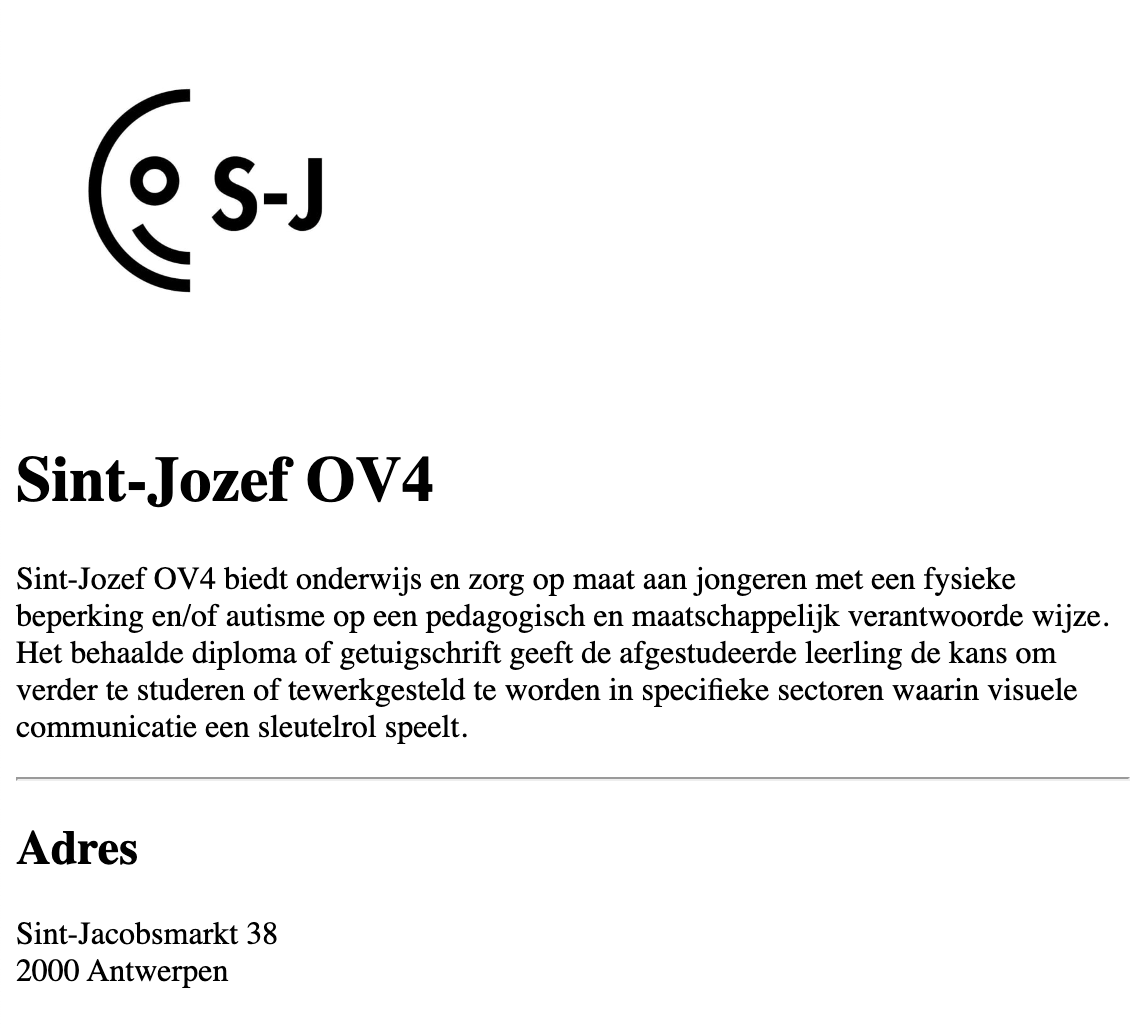 S-J
Sint-Jozef OV4
Sint-Jozef OV4 biedt onderwijs en zorg op maat aan jongeren met een fysieke
beperking en/of autisme op een pedagogisch en maatschappelijk verantwoorde wijze.
Het behaalde diploma of getuigschrift geeft de afgestudeerde leerling de kans om
verder te studeren of tewerkgesteld te worden in specifieke sectoren waarin visuele
communicatie een sleutelrol speelt.
Adres
Sint-Jacobsmarkt 38
2000 Antwerpen